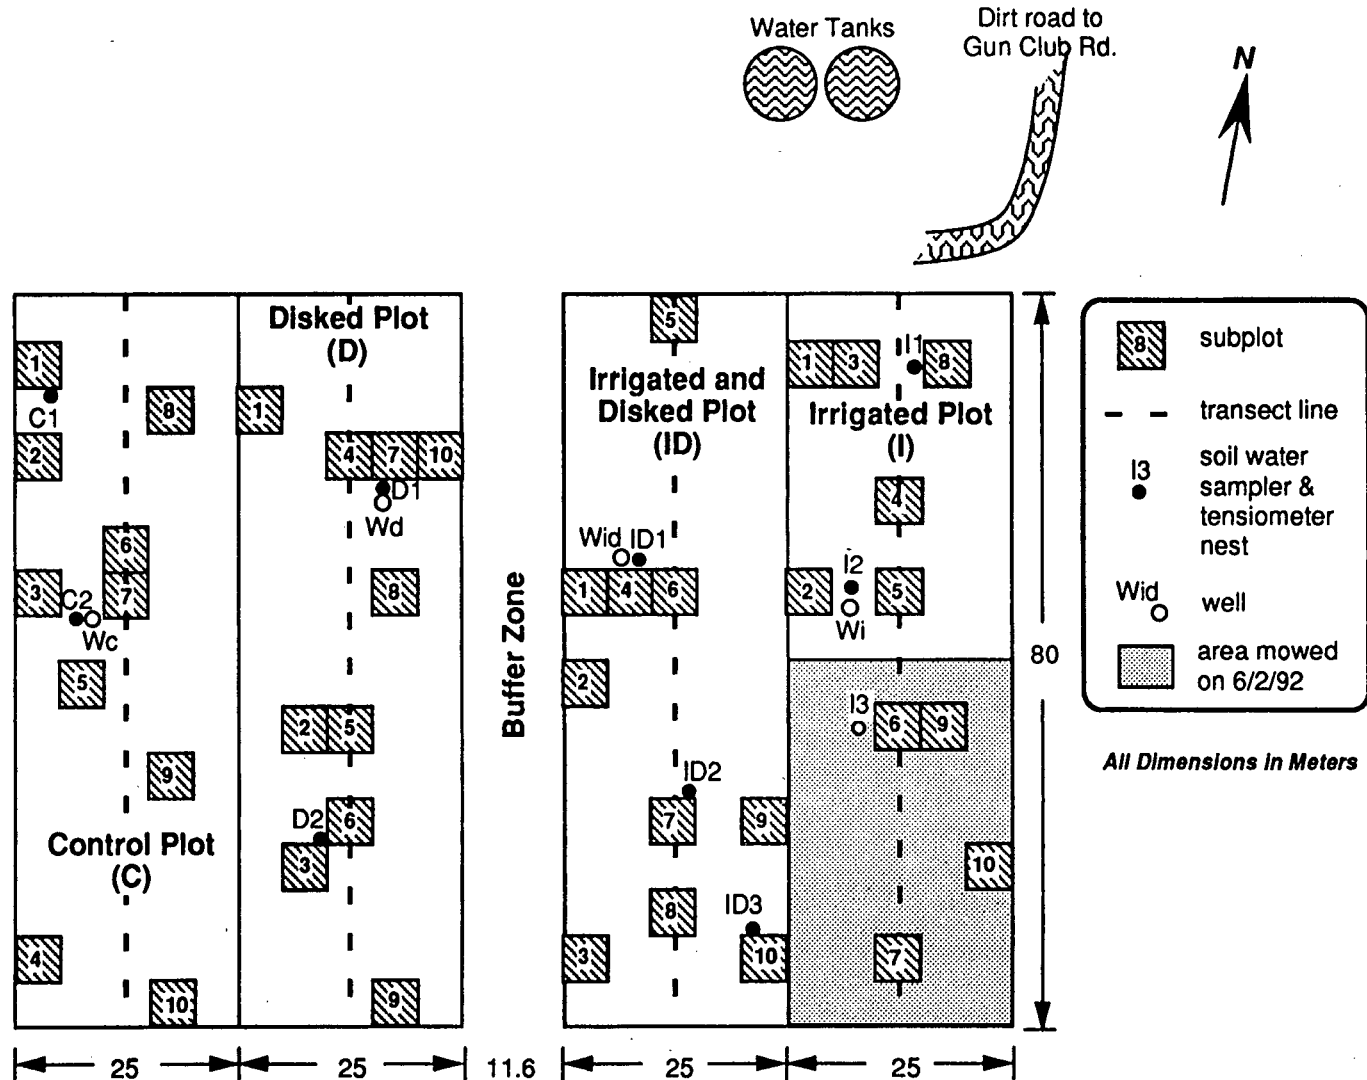 Water Tanks
Dirt road to
Gun Club Rd.
N
Disked Plot
(D)
Irrigated and
Disked Plot
(ID)
Irrigated Plot
(I)
Control Plot
(C)
Buffer Zone
1
C1
2
8
6
3
7
C2
Wc
5
9
4
10
1
4
7
10
D1
Wd
8
2
5
D2
6
3
9
5
Wid
ID1
1
4
6
2
ID2
7
9
8
ID3
3
10
1
3
I1
8
4
I2
2
5
Wi
I3
6
9
10
7
80
8
subplot
transect line
I3
soil water
sampler &
tensiometer
nest
Wid
well
area mowed
on 6/2/92
All Dimensions in Meters
25
25
11.6
25
25